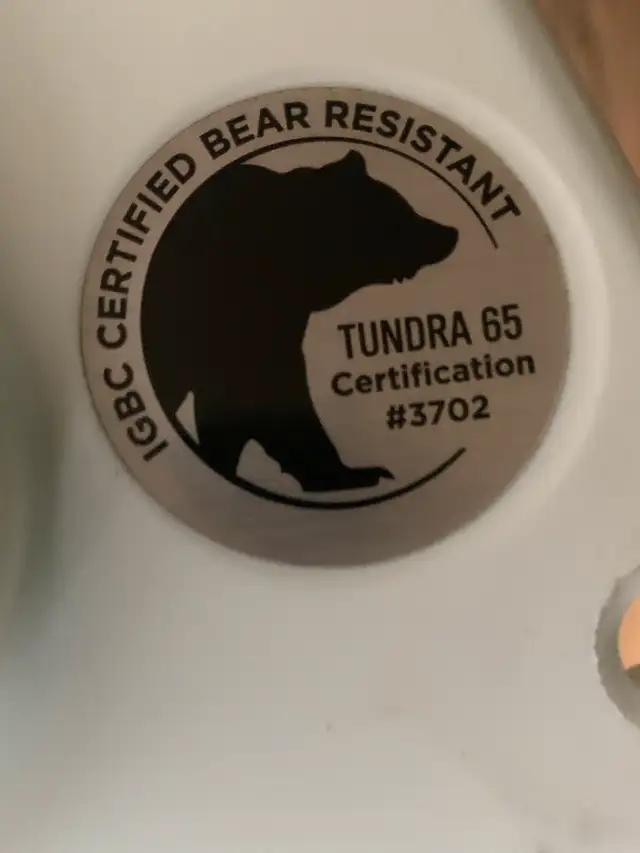 IGBC CERTIFIED BEAR RESISTANT
TUNDRA 65
Certification
#3702